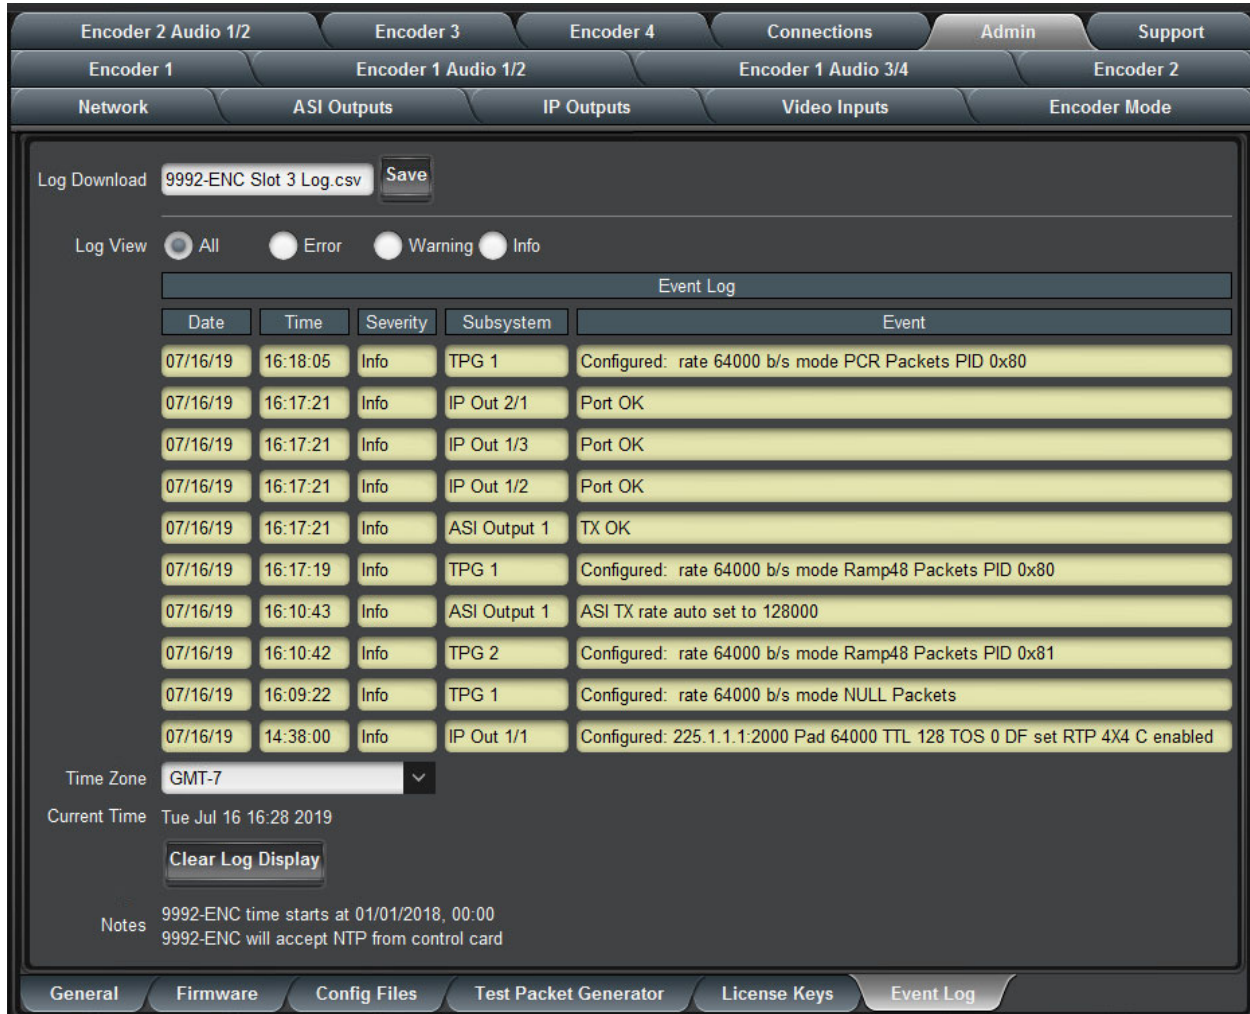 Encoder 2 Audio 1/2 Encoder 3 Encoder 4 Connections Admin Support
Encoder 1 Encoder 1 Audio 1/2 Encoder 1 Audio 3/4 Encoder 2
Network ASI Outputs IP Outputs Video Inputs Encoder Mode
Log Download 9992-ENC Slot 3 Log.csv Save
Log View All Error Warning Info
Event Log
Date Time Severity Subsystem Event
07/16/19 16:18:05 Info TPG 1 Configured: rate 64000 b/s mode PCR Packets PID 0x80
07/16/19 16:17:21 Info IP Out 2/1 Port OK
07/16/19 16:17:21 Info IP Out 1/3 Port OK
07/16/19 16:17:21 Info IP Out 1/2 Port OK
07/16/19 16:17:21 Info ASI Output 1 TX OK
07/16/19 16:17:19 Info TPG 1 Configured: rate 64000 b/s mode Ramp48 Packets PID 0x80
07/16/19 16:10:43 Info ASI Output 1 ASI TX rate auto set to 128000
07/16/19 16:10:42 Info TPG 2 Configured: rate 64000 b/s mode Ramp48 Packets PID 0x81
07/16/19 16:09:22 Info TPG 1 Configured: rate 64000 b/s mode NULL Packets
07/16/19 14:38:00 Info IP Out 1/1 Configured: 225.1.1.1:2000 Pad 64000 TTL 128 TOS 0 DF set RTP 4X4 C enabled
Time Zone GMT-7
Current Time Tue Jul 16 16:28 2019
Clear Log Display
Notes 9992-ENC time starts at 01/01/2018, 00:00
9992-ENC will accept NTP from control card
General Firmware Config Files Test Packet Generator License Keys Event Log